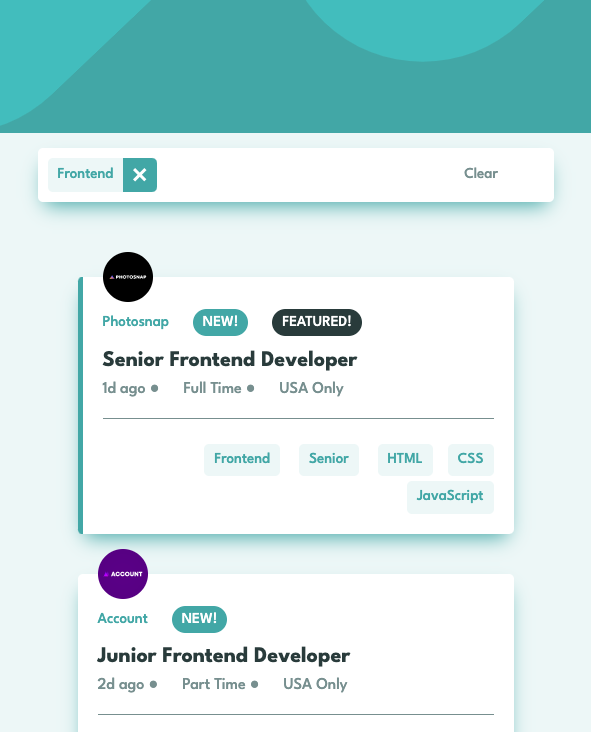 Frontend Clear
PHOTOSNAP
Photosnap NEW! FEATURED!
Senior Frontend Developer
1d ago Full Time USA Only
Frontend Senior HTML CSS
JavaScript
ACCOUNT
Account NEW!
Junior Frontend Developer
2d ago Part Time USA Only